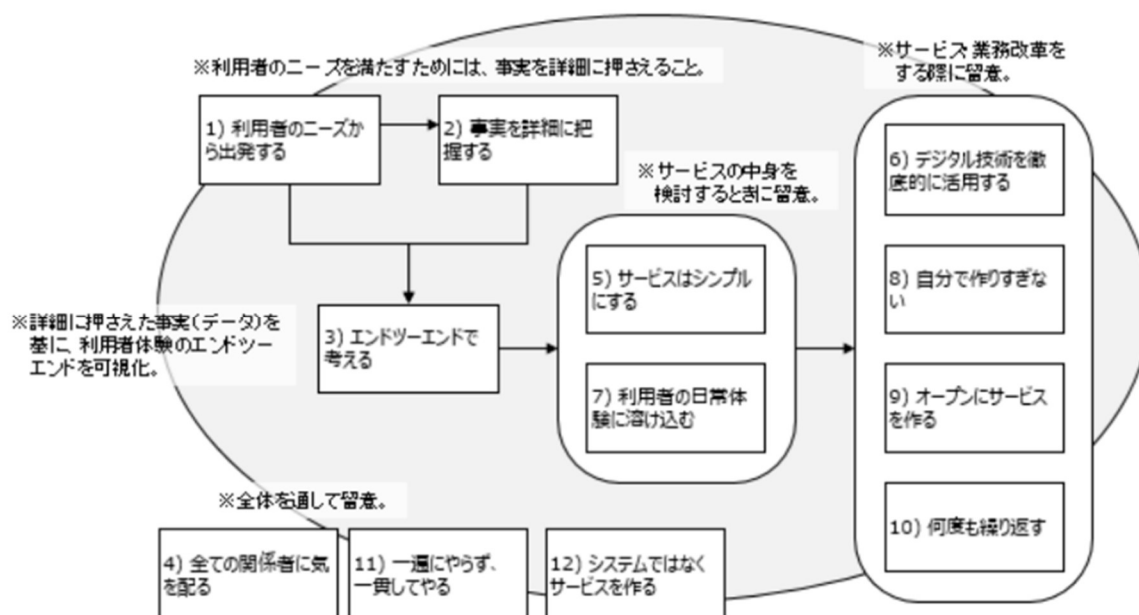 ※利用者のニーズを満たすためには、事実を詳細に押さえること。
1) 利用者のニーズか
ら出発する
2) 事実を詳細に把
握する
※詳細に押さえた事実(データ)を
基に、利用者体験のエンドツー
エンドを可視化。
3) エンドツーエンドで
考える
※サービスの中身を
検討するときに留意。
5) サービスはシンプル
にする
7) 利用者の日常体
験に溶け込む
※サービス・業務改革を
する際に留意。
6) デジタル技術を徹
底的に活用する
8) 自分で作りすぎな
い
9) オープンにサービス
を作る
10) 何度も繰り返す
※全体を通して留意。
4) 全ての関係者に気
を配る
11) 一遍にやらず、
一貫してやる
12) システムではなく
サービスを作る